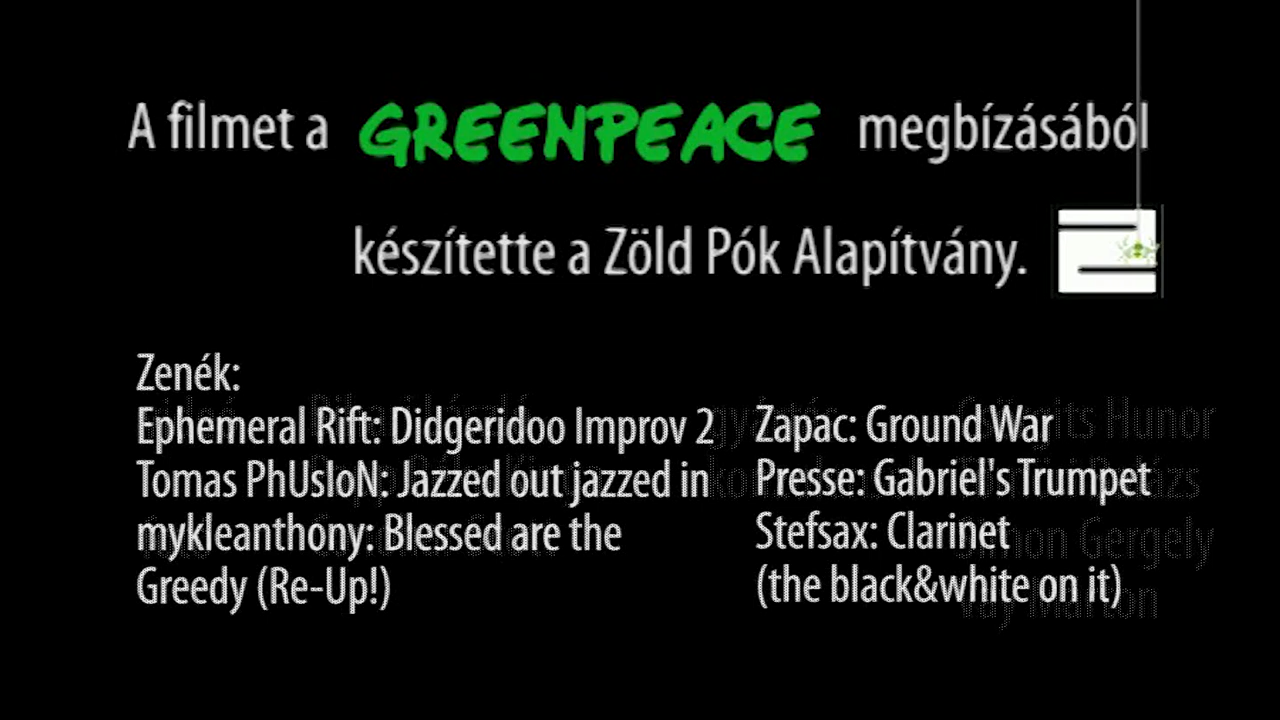 A filmet a GREENPEACE megbízásából
készítette a Zöld Pók Alapítvány.
Zenék:
Ephemeral Rift: Didgeridoo Improv 2
Tomas PhUsIoN: Jazzed out jazzed in
mykleanthony: Blessed are the
Greedy (Re-Up!)
Zapac: Ground War
Presse: Gabriel's Trumpet
Stefsax: Clarinet
(the black&white on it)
Hunor
Gergely